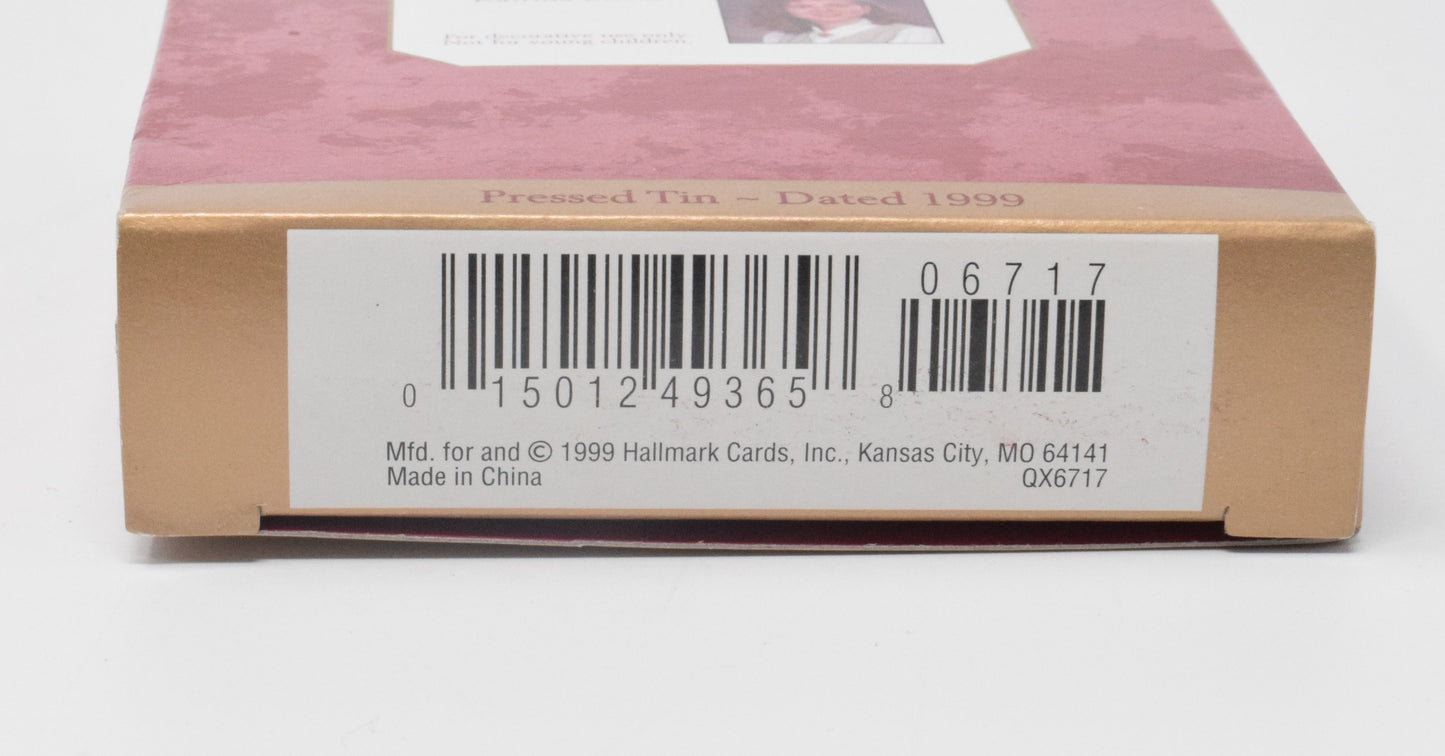 For decorative use only.
Not for young children.
Pressed Tin ~ Dated 1999
06717
0 15012 49365 8
Mfd. for and © 1999 Hallmark Cards, Inc., Kansas City, MO 64141
Made in China QX6717